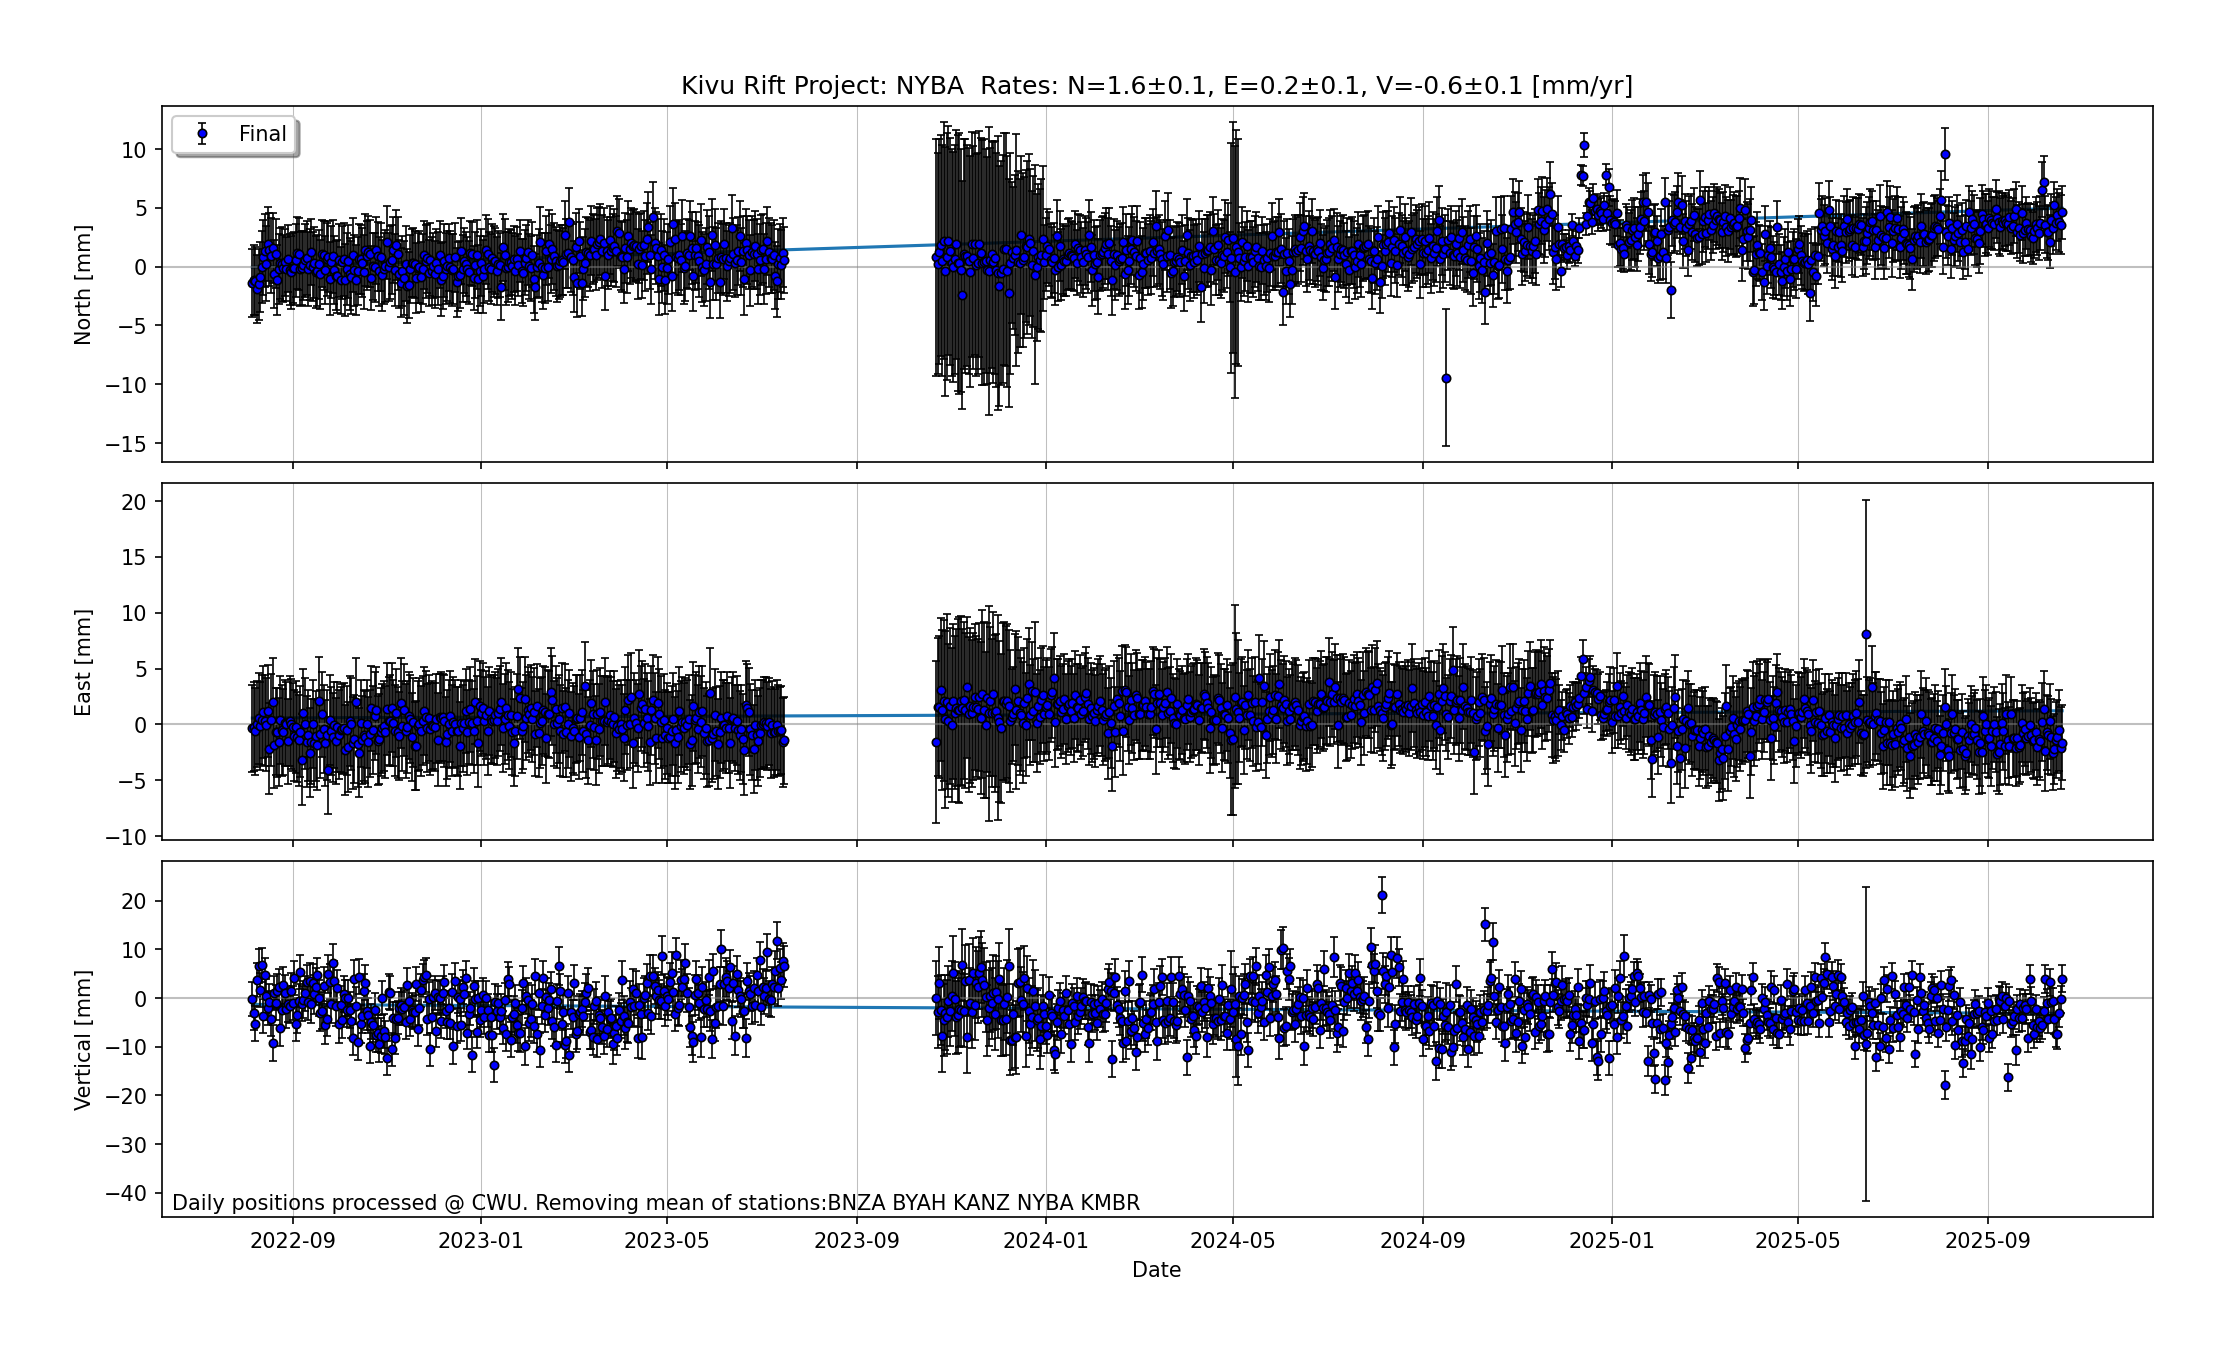 Kivu Rift Project: NYBA  Rates: N=1.6±0.1, E=0.2±0.1, V=-0.6±0.1 [mm/yr]
Final
North [mm]
10
5
0
−5
−10
−15
East [mm]
20
15
10
5
0
−5
−10
Vertical [mm]
20
10
0
−10
−20
−30
−40
Daily positions processed @ CWU. Removing mean of stations:BNZA BYAH KANZ NYBA KMBR
2022-09 2023-01 2023-05 2023-09 2024-01 2024-05 2024-09 2025-01 2025-05 2025-09
Date